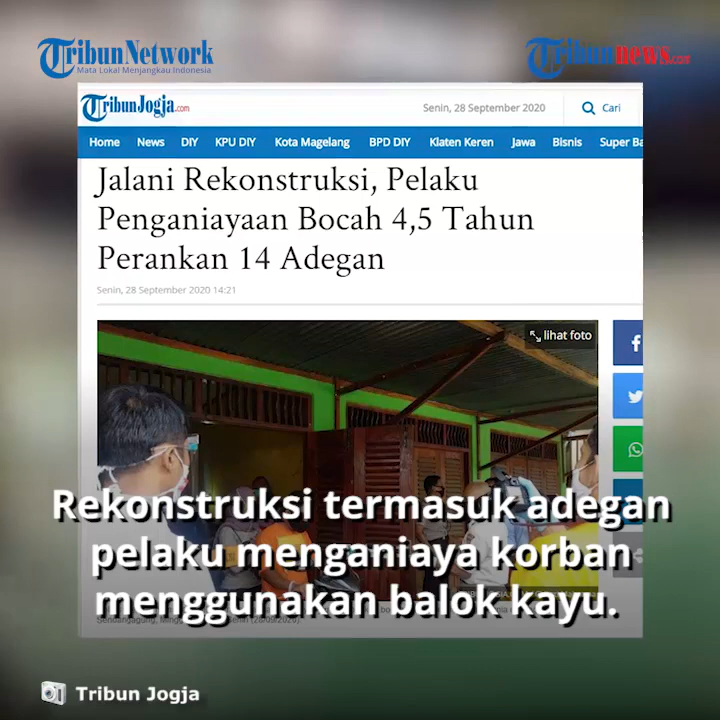 TribunNetwork
Mata Lokal Menjangkau Indonesia
Tribunnews.com
TribunJogja.com
Senin, 28 September 2020
Cari
Home News DIY KPU DIY Kota Magelang BPD DIY Klaten Keren Jawa Bisnis Super Ba
Jalani Rekonstruksi, Pelaku
Penganiayaan Bocah 4,5 Tahun
Perankan 14 Adegan
Senin, 28 September 2020 14:21
lihat foto
Rekonstruksi termasuk adegan
pelaku menganiaya korban
menggunakan balok kayu.
Tribun Jogja